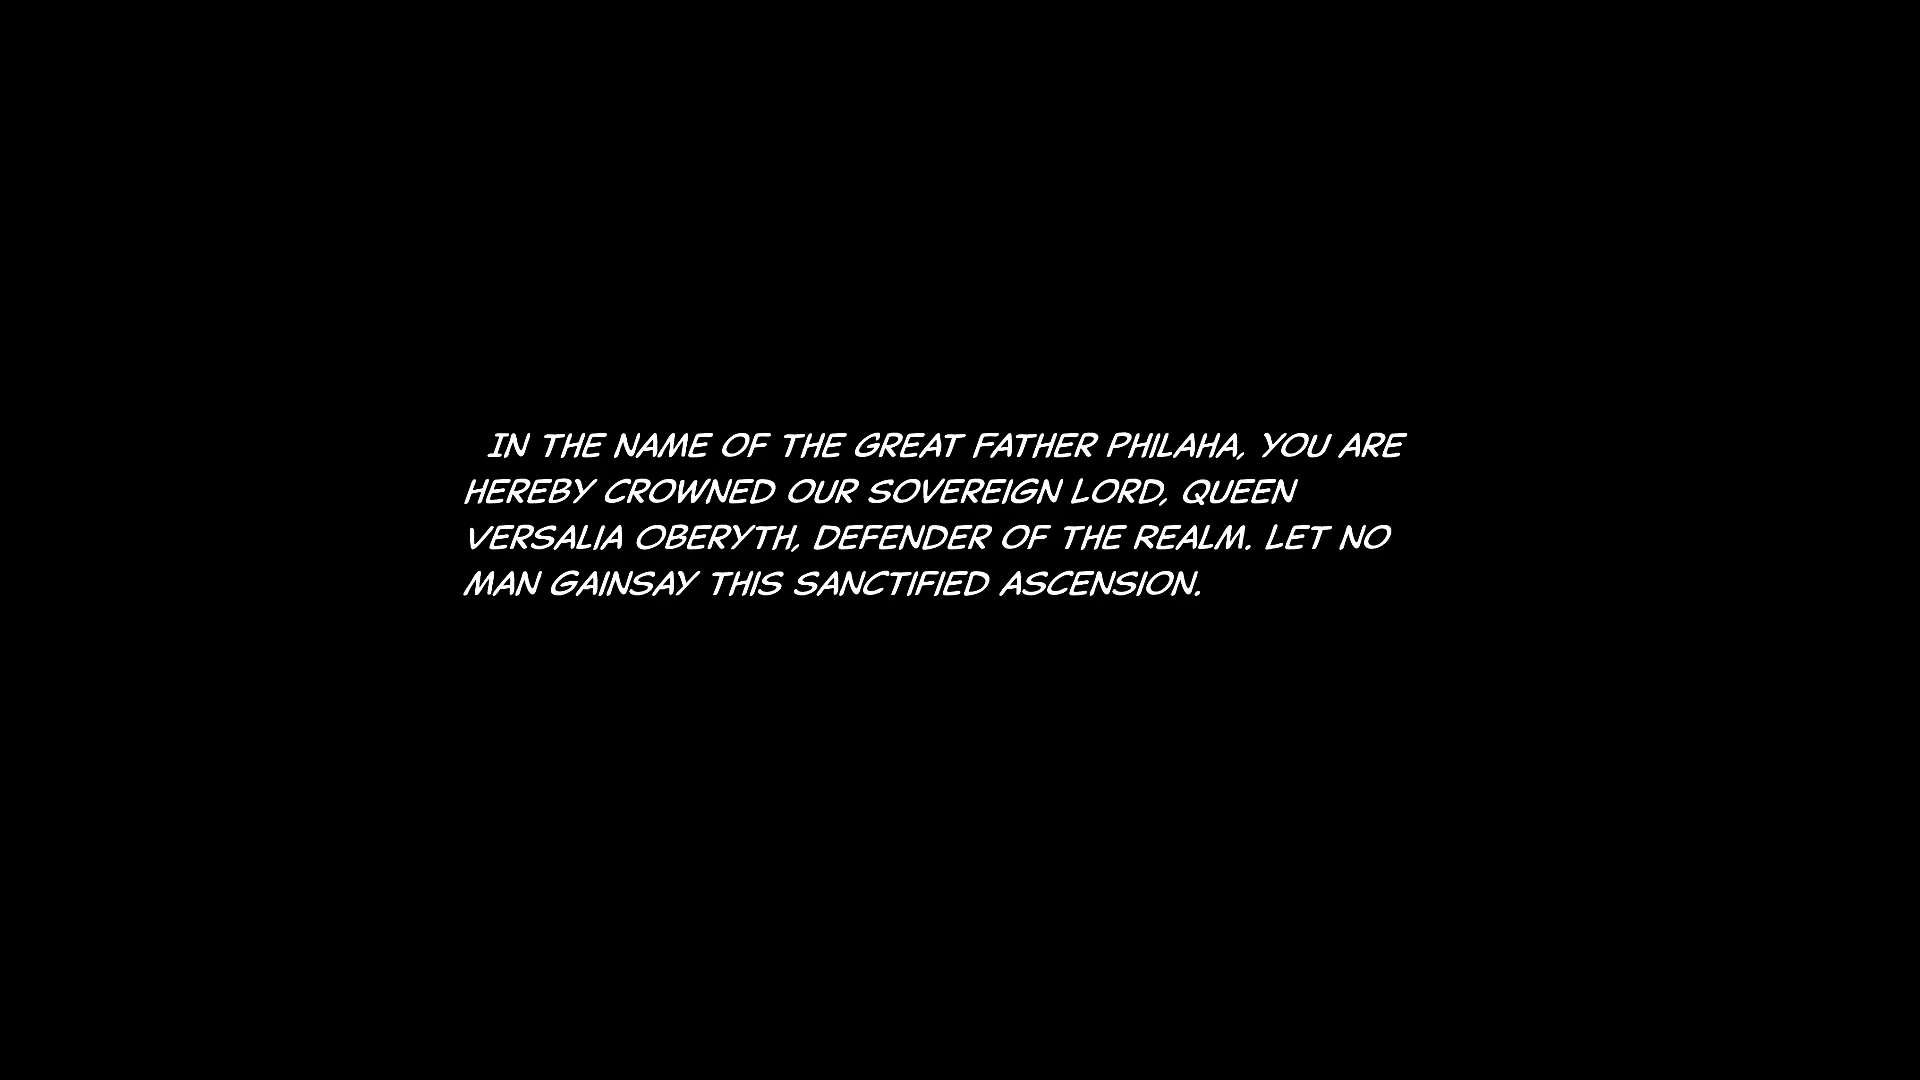 IN THE NAME OF THE GREAT FATHER PHILAHA, YOU ARE
HEREBY CROWNED OUR SOVEREIGN LORD, QUEEN
VERSALIA OBERYTH, DEFENDER OF THE REALM. LET NO
MAN GAINSAY THIS SANCTIFIED ASCENSION.